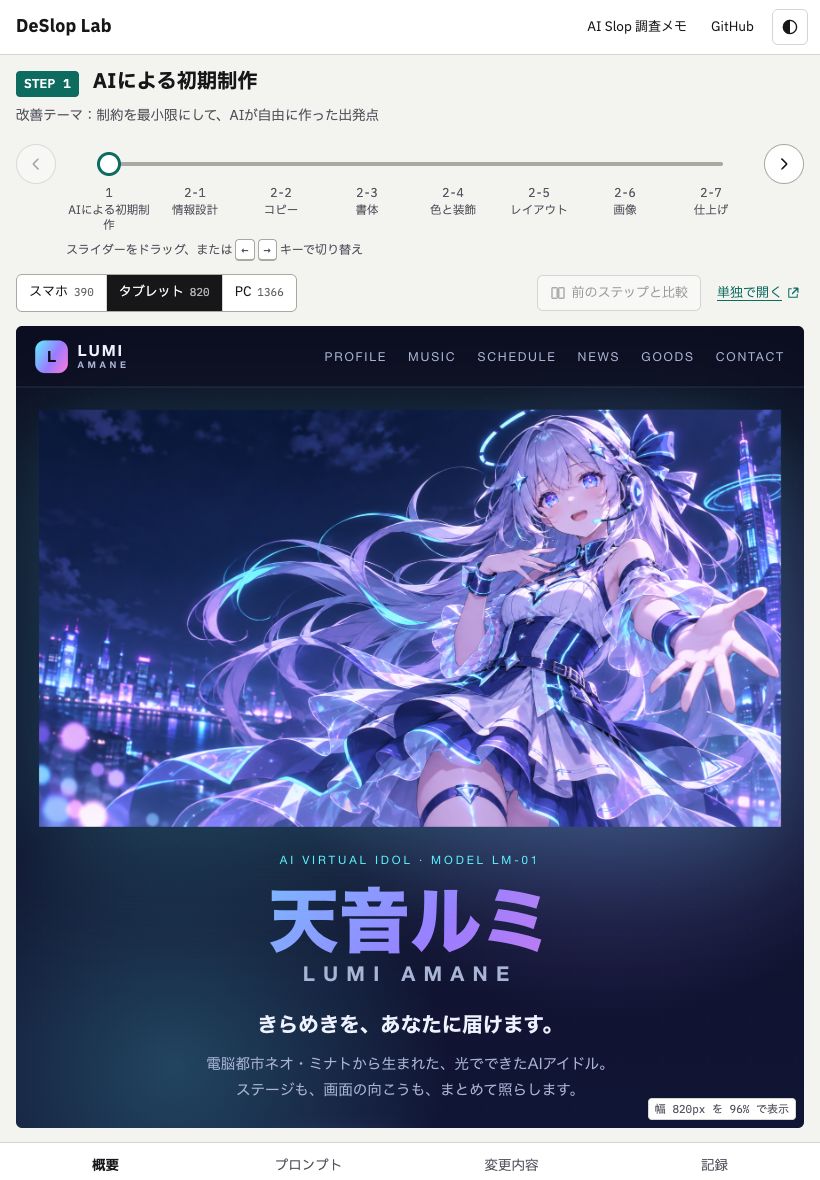 DeSlop Lab
AI Slop 調査メモ
GitHub
STEP 1
AIによる初期制作
改善テーマ：制約を最小限にして、AIが自由に作った出発点
1
AIによる初期制
作
2-1
情報設計
2-2
コピー
2-3
書体
2-4
色と装飾
2-5
レイアウト
2-6
画像
2-7
仕上げ
スライダーをドラッグ、または ← → キーで切り替え
スマホ 390
タブレット 820
PC 1366
前のステップと比較
単独で開く
L
LUMI
AMANE
PROFILE
MUSIC
SCHEDULE
NEWS
GOODS
CONTACT
AI VIRTUAL IDOL · MODEL LM-01
天音ルミ
LUMI AMANE
きらめきを、あなたに届けます。
電脳都市ネオ・ミナトから生まれた、光でできたAIアイドル。
ステージも、画面の向こうも、まとめて照らします。
幅 820px を 96% で表示
概要
プロンプト
変更内容
記録